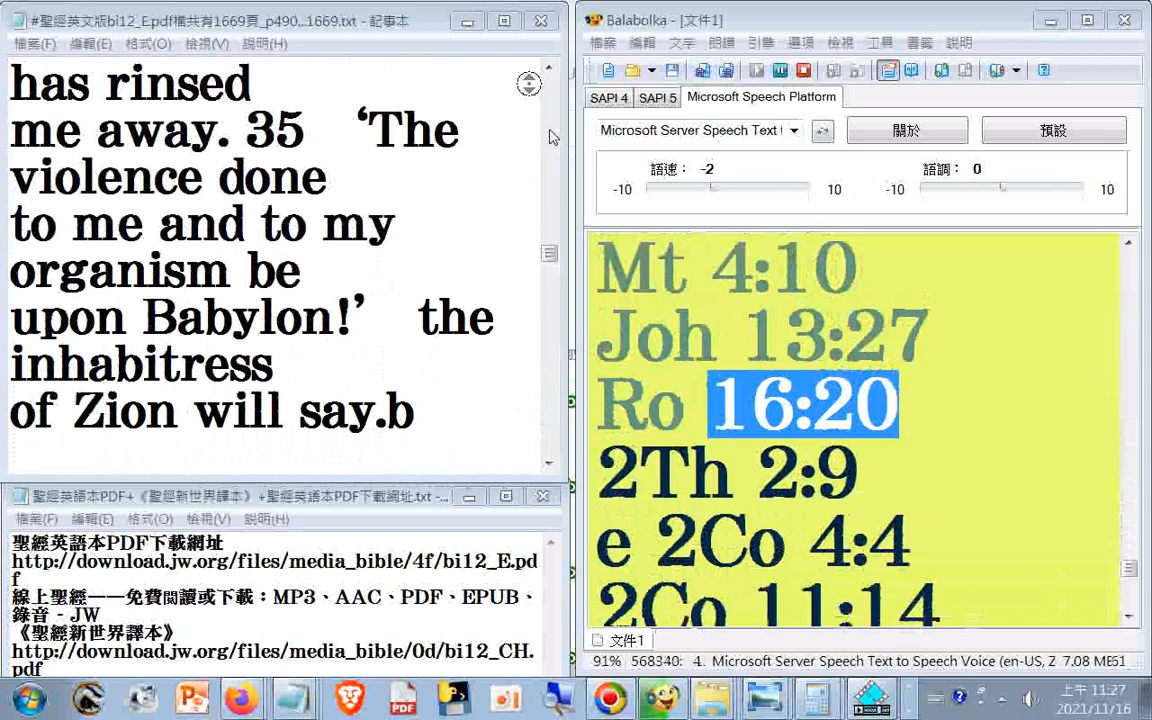 #聖經英文版bi12_E.pdf檔共有1669頁_p490,..1669.txt - 記事本
檔案(F) 編輯(E) 格式(O) 檢視(V) 說明(H)
has rinsed
me away. 35 ‘The
violence done
to me and to my
organism be
upon Babylon!’ the
inhabitress
of Zion will say.b
聖經英語本PDF+《聖經新世界譯本》+聖經英語本PDF下載網址.txt -...
檔案(F) 編輯(E) 格式(O) 檢視(V) 說明(H)
聖經英語本PDF下載網址
http://download.jw.org/files/media_bible/4f/bi12_E.pd
f
線上聖經——免費閱讀或下載：MP3、AAC、PDF、EPUB、
錄音 - JW
《聖經新世界譯本》
http://download.jw.org/files/media_bible/0d/bi12_CH.
pdf
Balabolka - [文件1]
檔案 編輯 文字 朗讀 引擎 選項 檢視 工具 書籤 說明
SAPI 4 SAPI 5 Microsoft Speech Platform
Microsoft Server Speech Text 關於 預設
語速： -2 語調： 0
-10 10 -10 10
Mt 4:10
Joh 13:27
Ro 16:20
2Th 2:9
e 2Co 4:4
2Co 11:14
文件1
91% 568340: 4. Microsoft Server Speech Text to Speech Voice (en-US, Z 7.08 ME51
上午 11:27
2021/11/16